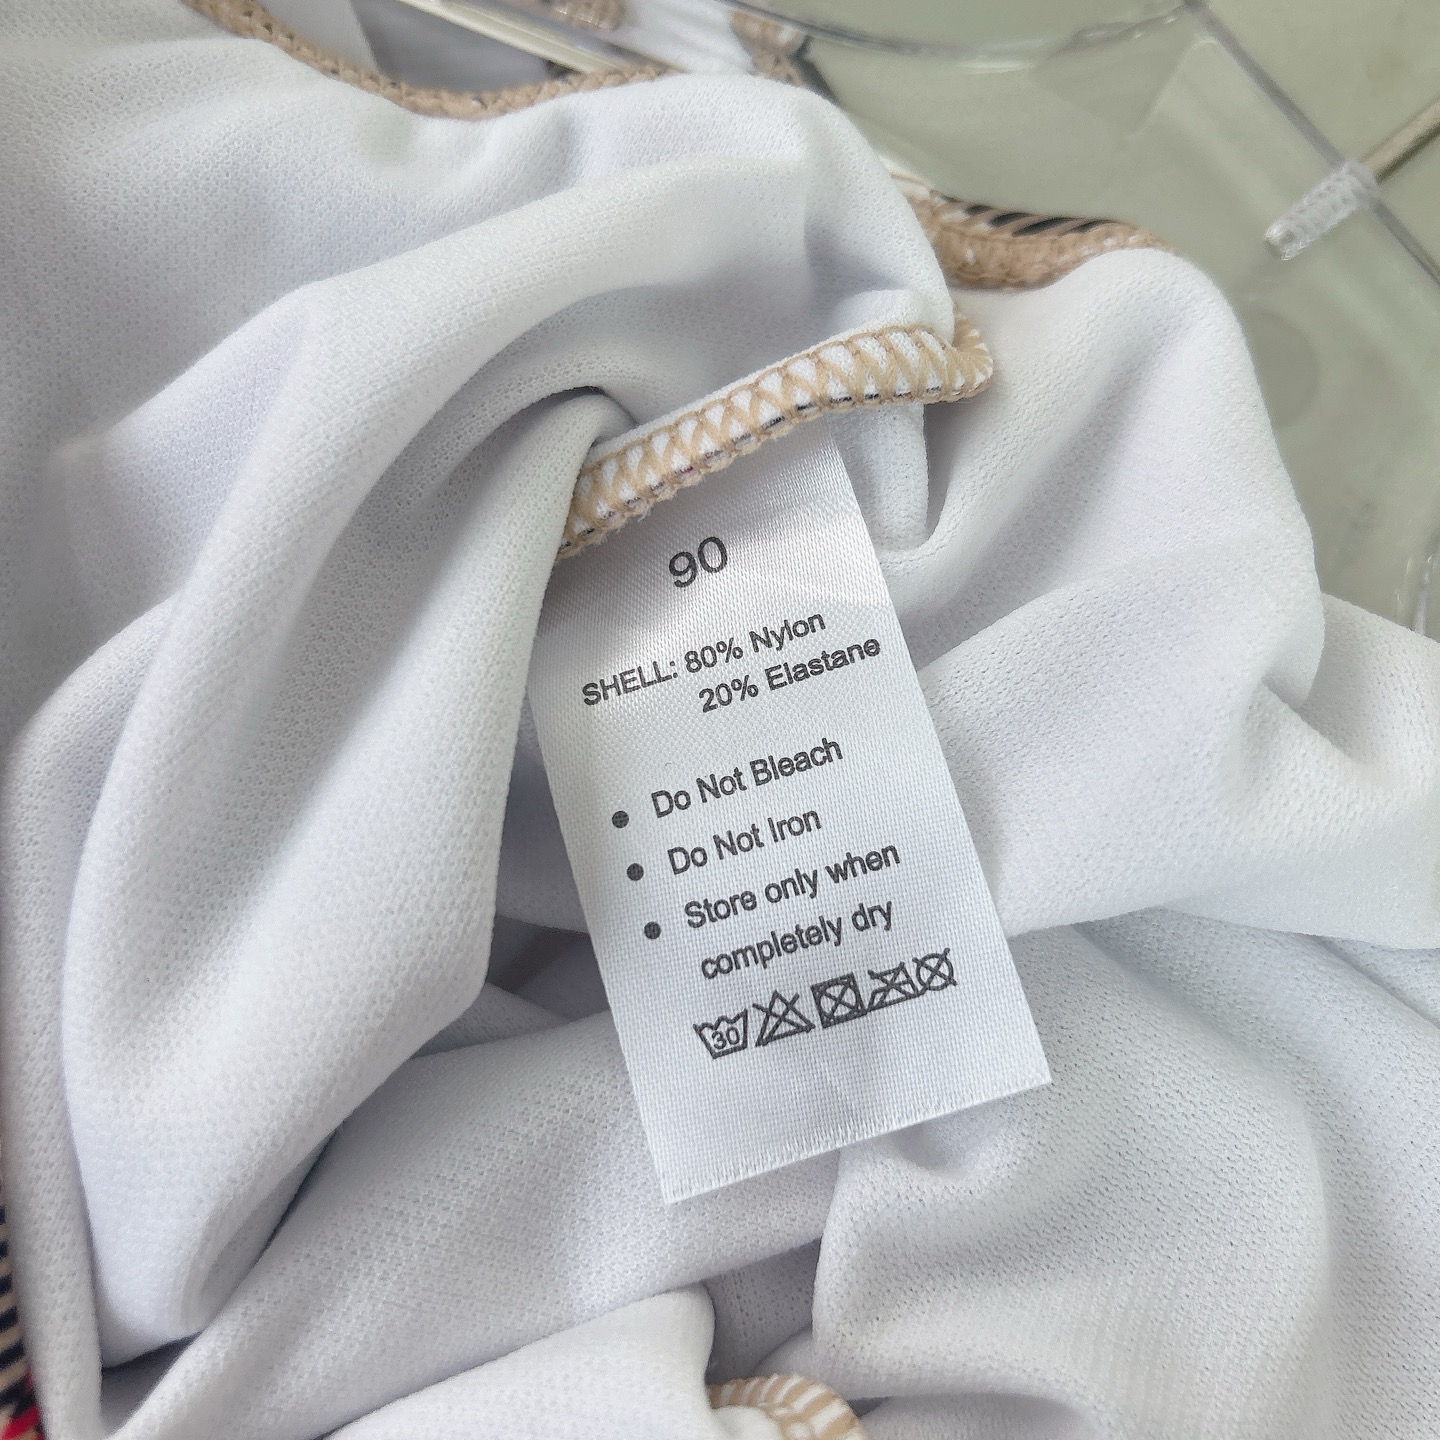 90
SHELL: 80% Nylon
20% Elastane
● Do Not Bleach
● Do Not Iron
● Store only when
completely dry
30